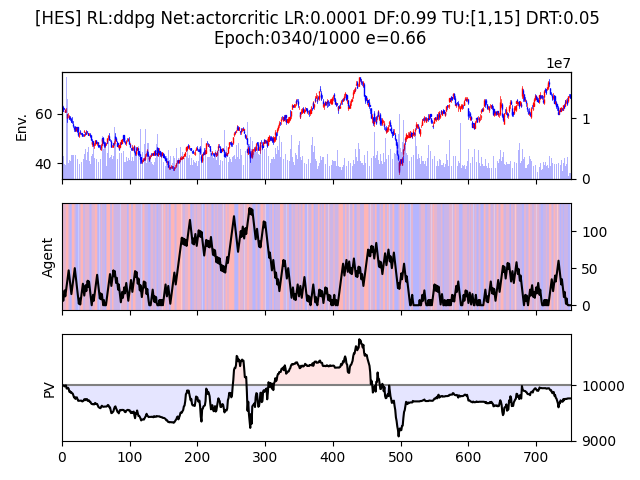 [HES] RL:ddpg Net:actorcritic LR:0.0001 DF:0.99 TU:[1,15] DRT:0.05
Epoch:0340/1000 e=0.66
1e7
Env.
60
40
1
0
Agent
100
50
0
PV
10000
9000
0 100 200 300 400 500 600 700